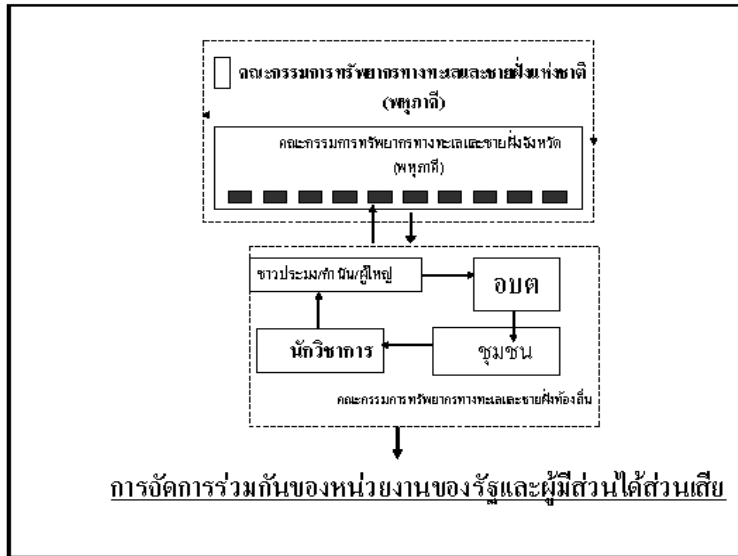 คณะกรรมการทรัพยากรทางทะเลและชายฝั่งแห่งชาติ
(พหุภาคี)
คณะกรรมการทรัพยากรทางทะเลและชายฝั่งจังหวัด
(พหุภาคี)
ชาวประมง/กำนัน/ผู้ใหญ่
อบต
นักวิชาการ
ชุมชน
คณะกรรมการทรัพยากรทางทะเลและชายฝั่งท้องถิ่น
การจัดการร่วมกันของหน่วยงานของรัฐและผู้มีส่วนได้ส่วนเสีย